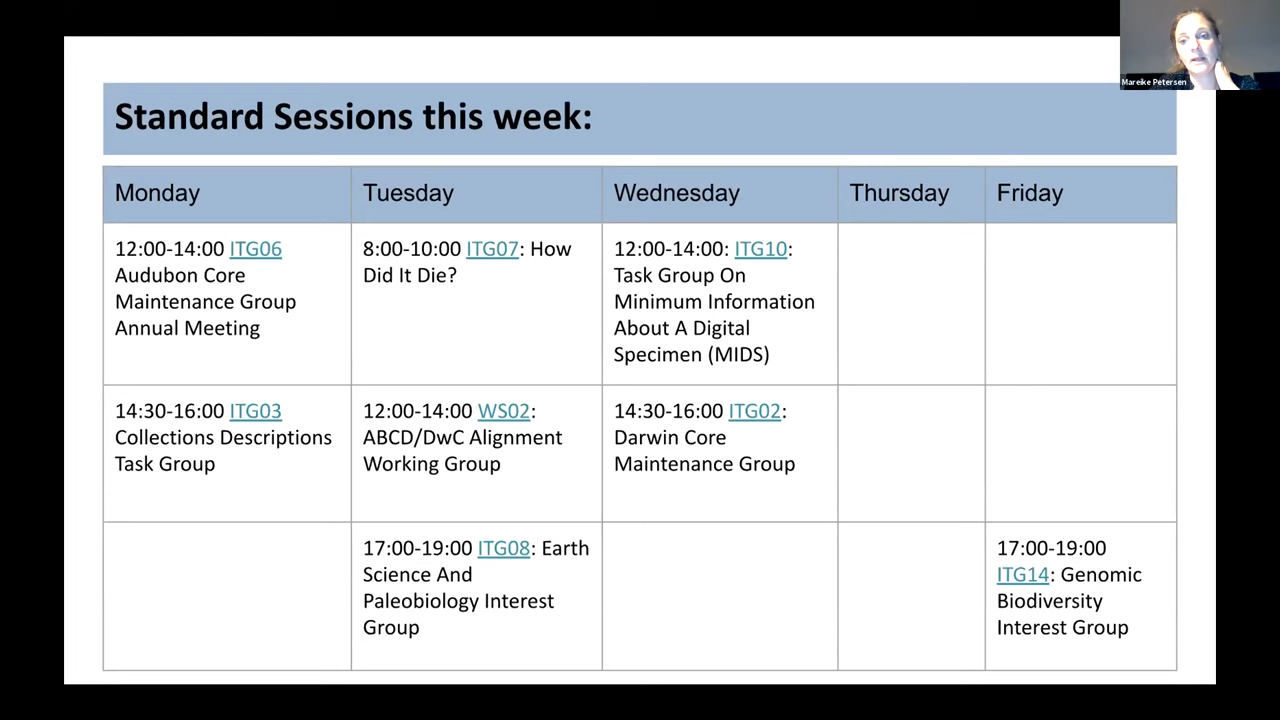 Mareike Petersen
Standard Sessions this week:
Monday
Tuesday
Wednesday
Thursday
Friday
12:00-14:00 ITG06
Audubon Core
Maintenance Group
Annual Meeting
8:00-10:00 ITG07: How
Did It Die?
12:00-14:00: ITG10:
Task Group On
Minimum Information
About A Digital
Specimen (MIDS)
14:30-16:00 ITG03
Collections Descriptions
Task Group
12:00-14:00 WS02:
ABCD/DwC Alignment
Working Group
14:30-16:00 ITG02:
Darwin Core
Maintenance Group
17:00-19:00 ITG08: Earth
Science And
Paleobiology Interest
Group
17:00-19:00
ITG14: Genomic
Biodiversity
Interest Group